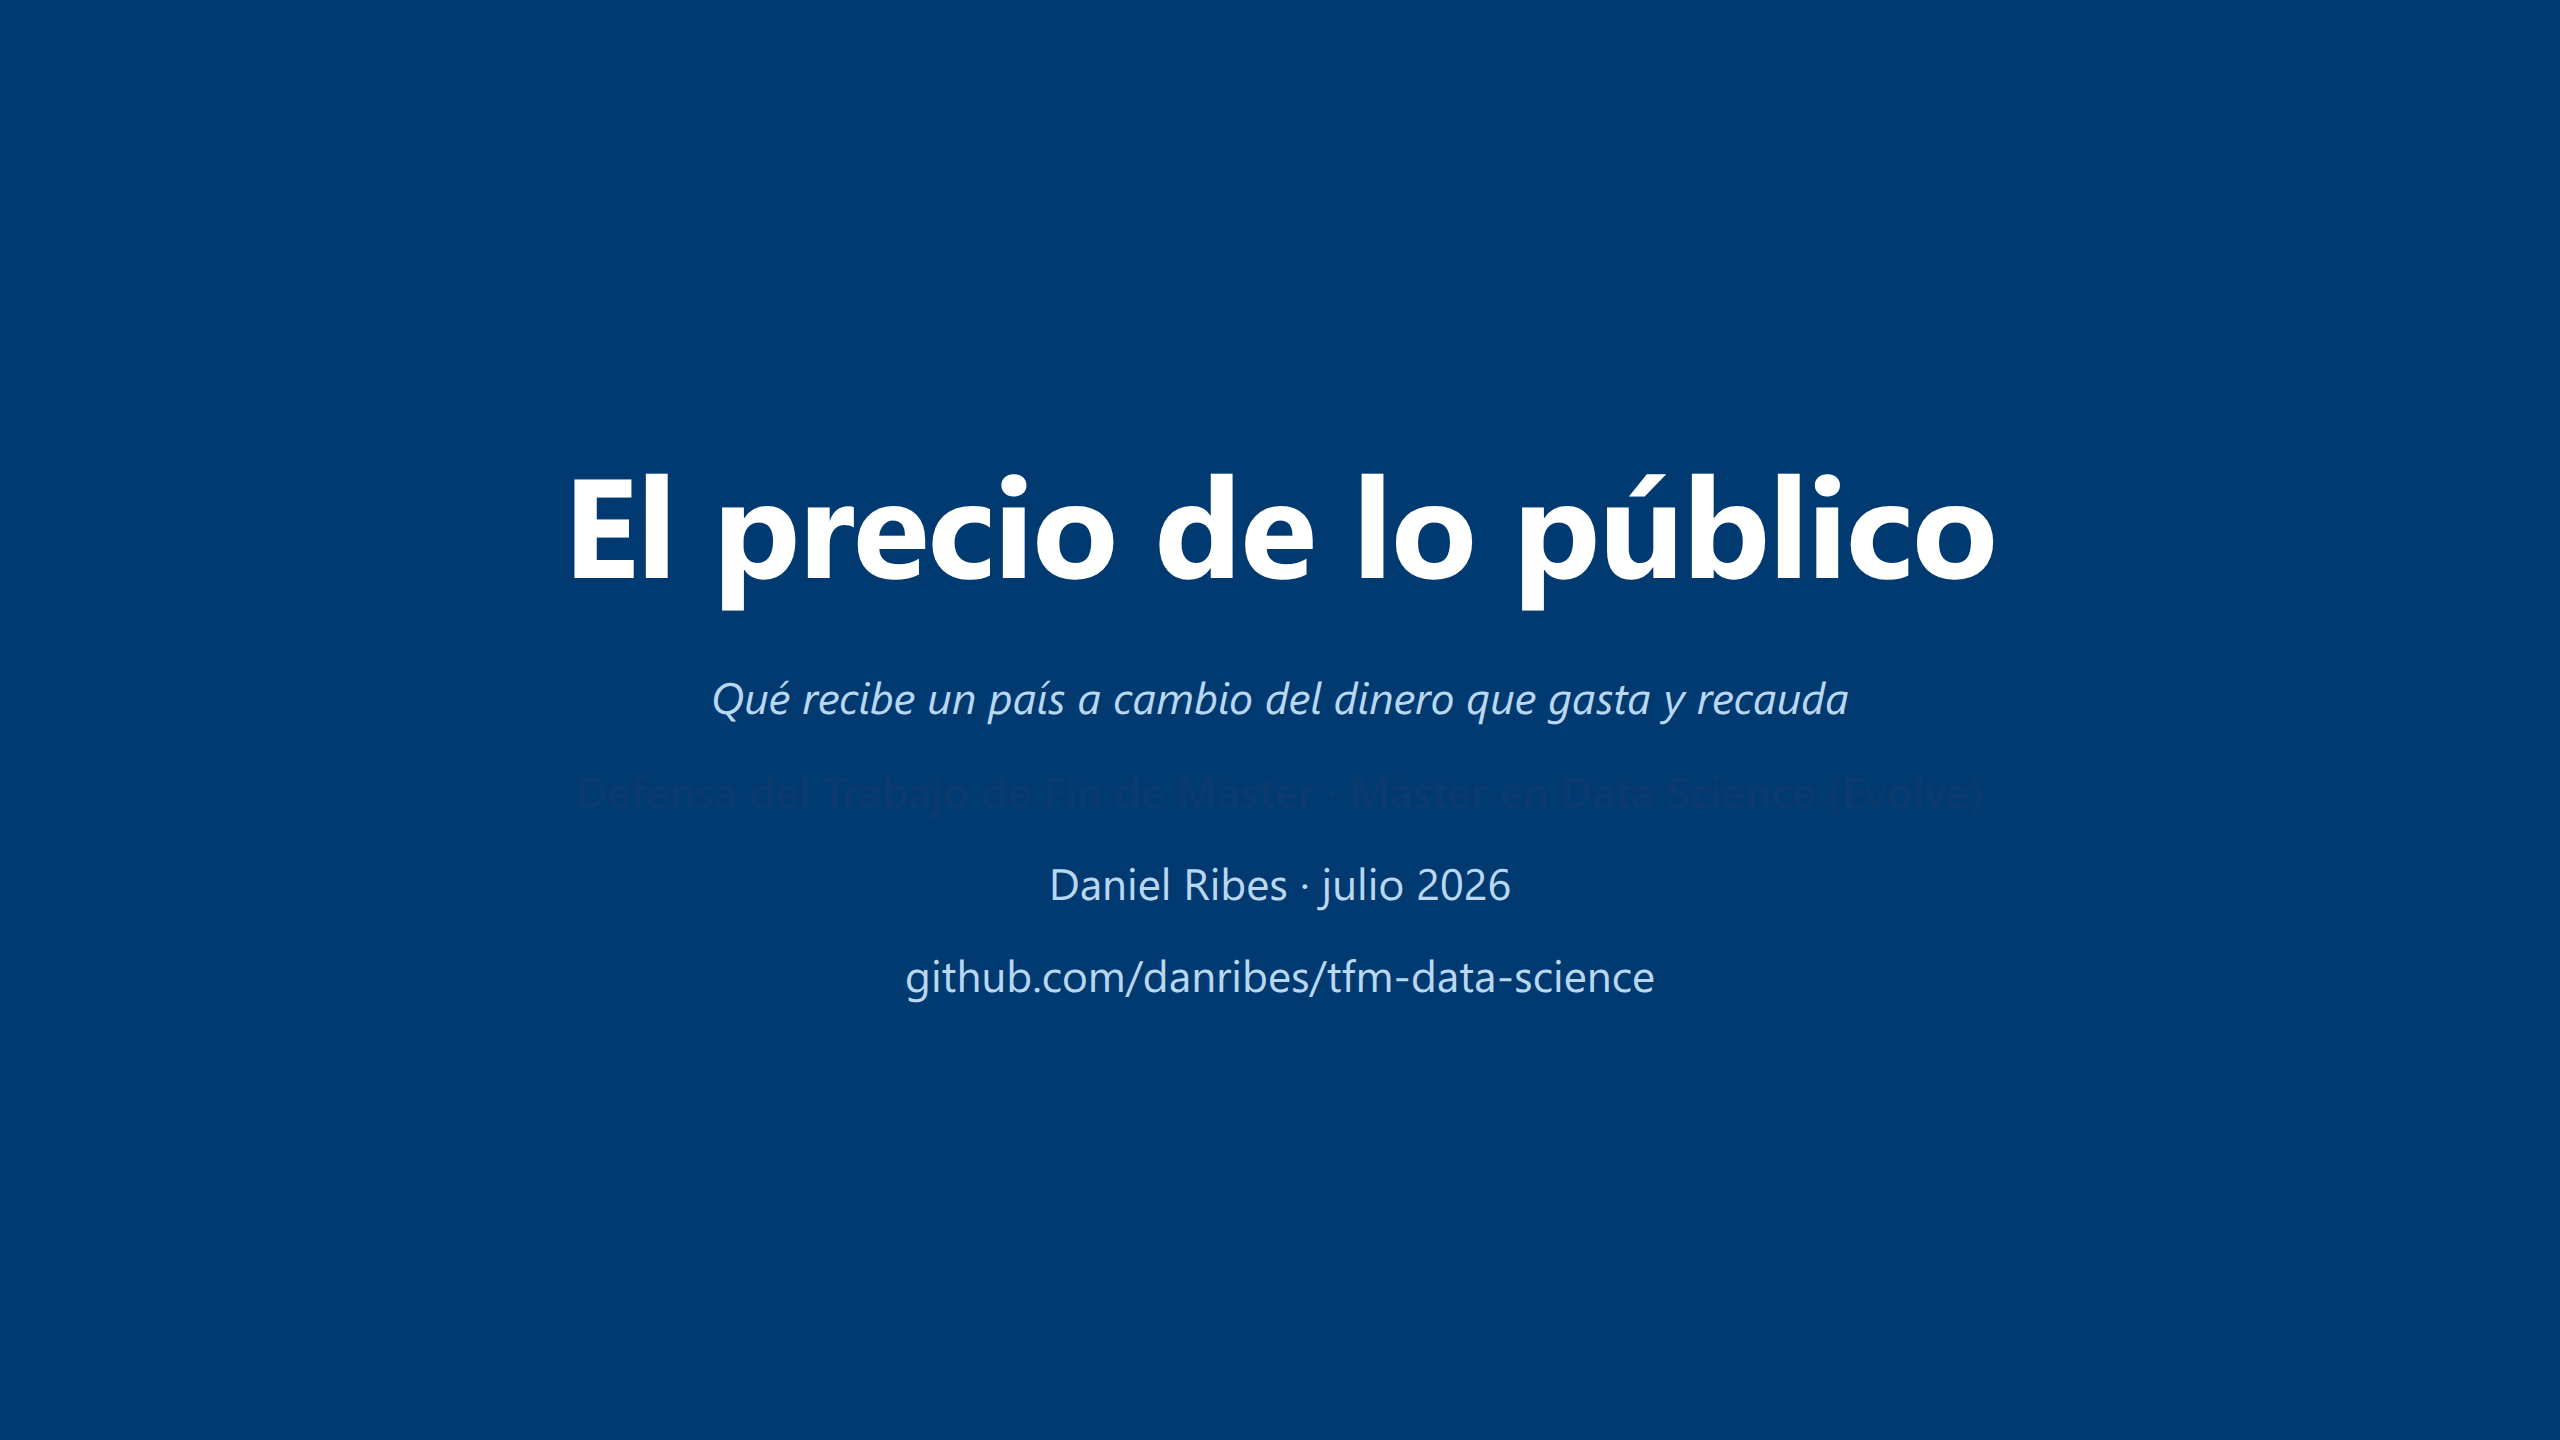 El precio de lo público
Qué recibe un país a cambio del dinero que gasta y recauda
Defensa del Trabajo de Fin de Máster · Máster en Data Science (Evolve)
Daniel Ribes · julio 2026
github.com/danribes/tfm-data-science